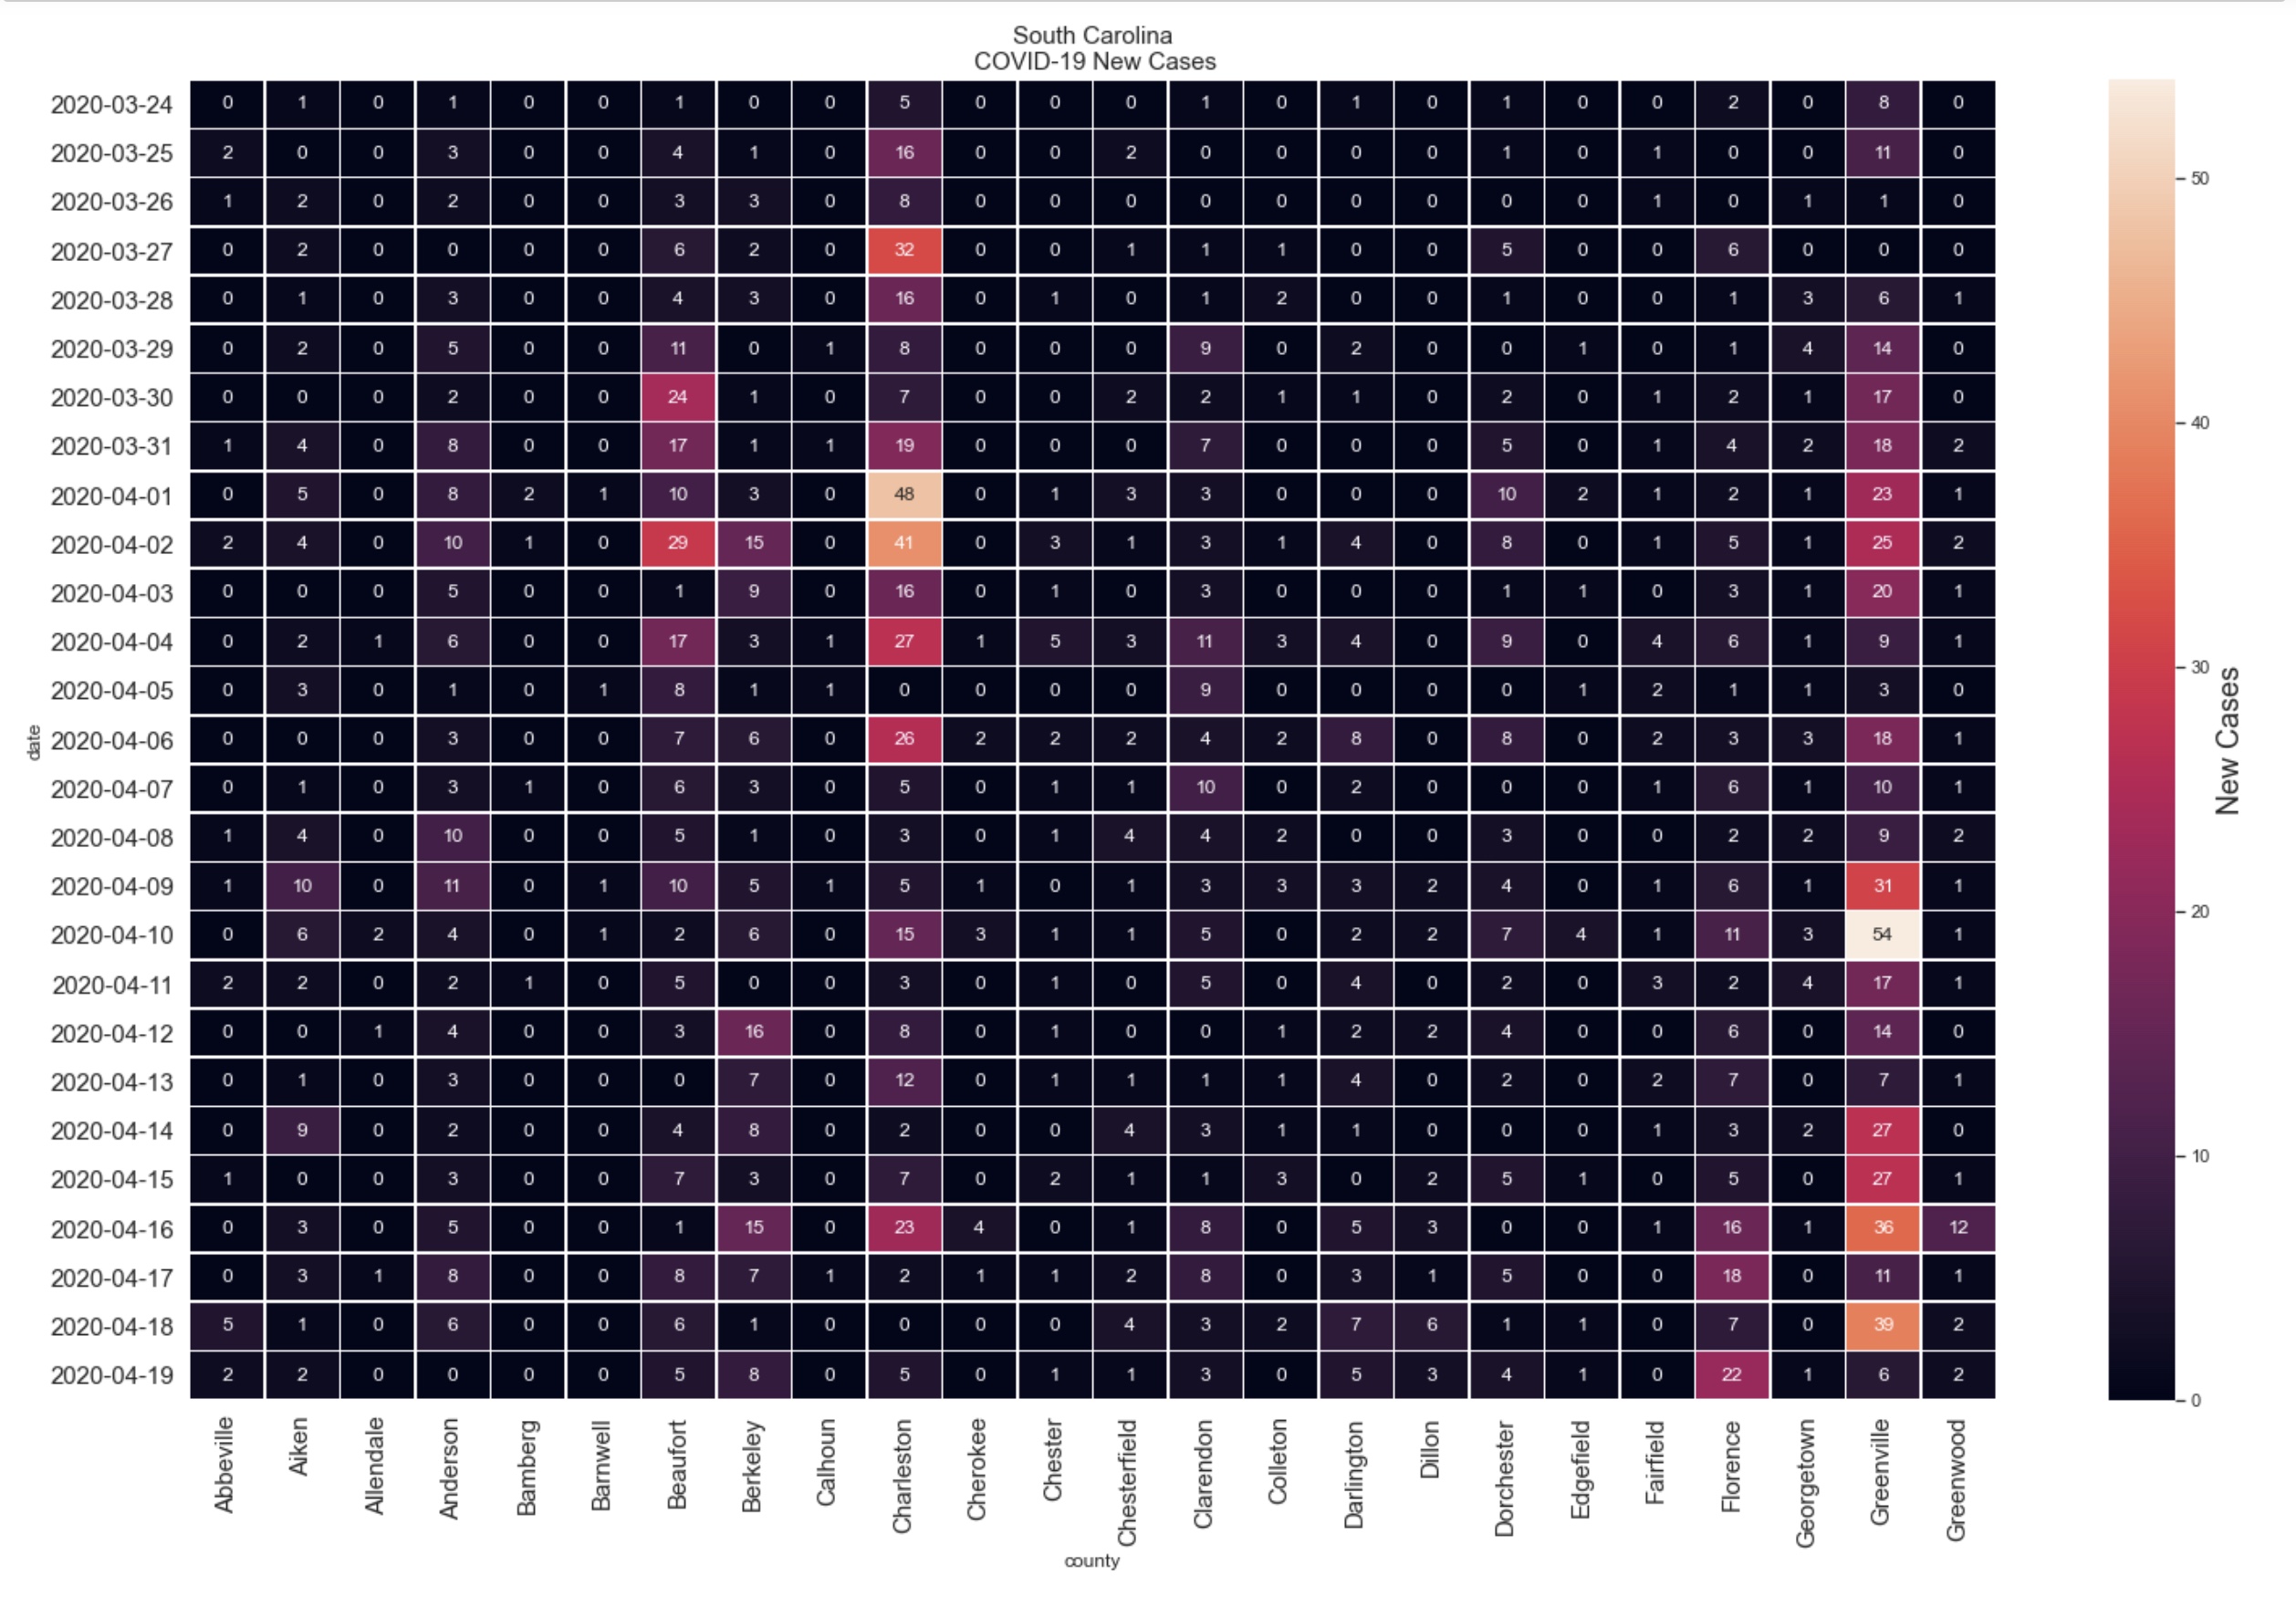 South Carolina
COVID-19 New Cases
2020-03-24 0 1 0 1 0 0 1 0 0 5 0 0 0 1 0 1 0 1 0 0 2 0 8 0
2020-03-25 2 0 0 3 0 0 4 1 0 16 0 0 2 0 0 0 0 1 0 1 0 0 11 0
2020-03-26 1 2 0 2 0 0 3 3 0 8 0 0 0 0 0 0 0 0 0 1 0 1 1 0
2020-03-27 0 2 0 0 0 0 6 2 0 32 0 0 1 1 1 0 0 5 0 0 6 0 0 0
2020-03-28 0 1 0 3 0 0 4 3 0 16 0 1 0 1 2 0 0 1 0 0 1 3 6 1
2020-03-29 0 2 0 5 0 0 11 0 1 8 0 0 0 9 0 2 0 0 1 0 1 4 14 0
2020-03-30 0 0 0 2 0 0 24 1 0 7 0 0 2 2 1 1 0 2 0 1 2 1 17 0
2020-03-31 1 4 0 8 0 0 17 1 1 19 0 0 0 7 0 0 0 5 0 1 4 2 18 2
2020-04-01 0 5 0 8 2 1 10 3 0 48 0 1 3 3 0 0 0 10 2 1 2 1 23 1
2020-04-02 2 4 0 10 1 0 29 15 0 41 0 3 1 3 1 4 0 8 0 1 5 1 25 2
2020-04-03 0 0 0 5 0 0 1 9 0 16 0 1 0 3 0 0 0 1 1 0 3 1 20 1
2020-04-04 0 2 1 6 0 0 17 3 1 27 1 5 3 11 3 4 0 9 0 4 6 1 9 1
2020-04-05 0 3 0 1 0 1 8 1 1 0 0 0 0 9 0 0 0 0 1 2 1 1 3 0
2020-04-06 0 0 0 3 0 0 7 6 0 26 2 2 2 4 2 8 0 8 0 2 3 3 18 1
2020-04-07 0 1 0 3 1 0 6 3 0 5 0 1 1 10 0 2 0 0 0 1 6 1 10 1
2020-04-08 1 4 0 10 0 0 5 1 0 3 0 1 4 4 2 0 0 3 0 0 2 2 9 2
2020-04-09 1 10 0 11 0 1 10 5 1 5 1 0 1 3 3 3 2 4 0 1 6 1 31 1
2020-04-10 0 6 2 4 0 1 2 6 0 15 3 1 1 5 0 2 2 7 4 1 11 3 54 1
2020-04-11 2 2 0 2 1 0 5 0 0 3 0 1 0 5 0 4 0 2 0 3 2 4 17 1
2020-04-12 0 0 1 4 0 0 3 16 0 8 0 1 0 0 1 2 2 4 0 0 6 0 14 0
2020-04-13 0 1 0 3 0 0 0 7 0 12 0 1 1 1 1 4 0 2 0 2 7 0 7 1
2020-04-14 0 9 0 2 0 0 4 8 0 2 0 0 4 3 1 1 0 0 0 1 3 2 27 0
2020-04-15 1 0 0 3 0 0 7 3 0 7 0 2 1 1 3 0 2 5 1 0 5 0 27 1
2020-04-16 0 3 0 5 0 0 1 15 0 23 4 0 1 8 0 5 3 0 0 1 16 1 36 12
2020-04-17 0 3 1 8 0 0 8 7 1 2 1 1 2 8 0 3 1 5 0 0 18 0 11 1
2020-04-18 5 1 0 6 0 0 6 1 0 0 0 0 4 3 2 7 6 1 1 0 7 0 39 2
2020-04-19 2 2 0 0 0 0 5 8 0 5 0 1 1 3 0 5 3 4 1 0 22 1 6 2
date
Abbeville Aiken Allendale Anderson Bamberg Barnwell Beaufort Berkeley Calhoun Charleston Cherokee Chester Chesterfield Clarendon Colleton Darlington Dillon Dorchester Edgefield Fairfield Florence Georgetown Greenville Greenwood
county
50
40
30
20
10
0
New Cases